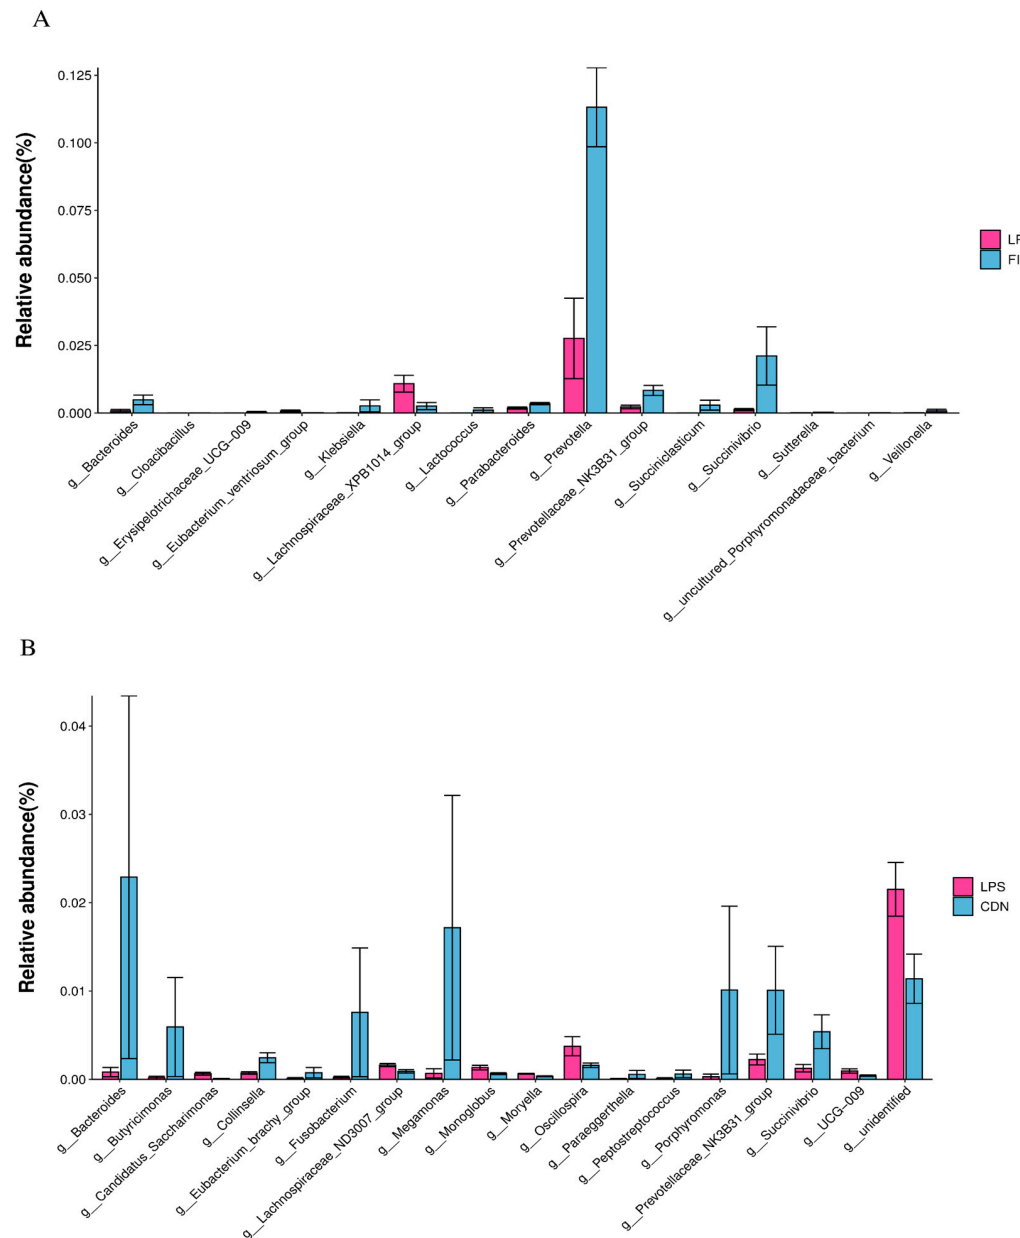 A
Relative abundance(%)
0.125
0.100
0.075
0.050
0.025
0.000
g__Bacteroides
g__Cloacibacillus
g__Erysipelotrichaceae_UCG-009
g__Eubacterium_ventriosum_group
g__Klebsiella
g__Lachnospiraceae_XPB1014_group
g__Lactococcus
g__Parabacteroides
g__Prevotella
g__Prevotellaceae_NK3B31_group
g__Succiniclasticum
g__Succinivibrio
g__Sutterella
g__uncultured_Porphyromonadaceae_bacterium
g__Veillonella
LP
FI
B
Relative abundance(%)
0.04
0.03
0.02
0.01
0.00
g__Bacteroides
g__Butyricimonas
g__Candidatus_Saccharimonas
g__Collinsella
g__Eubacterium_brachy_group
g__Fusobacterium
g__Lachnospiraceae_ND3007_group
g__Megamonas
g__Monoglobus
g__Moryella
g__Oscillospira
g__Paraeggerthella
g__Peptostreptococcus
g__Porphyromonas
g__Prevotellaceae_NK3B31_group
g__Succinivibrio
g__UCG-009
g__unidentified
LPS
CDN